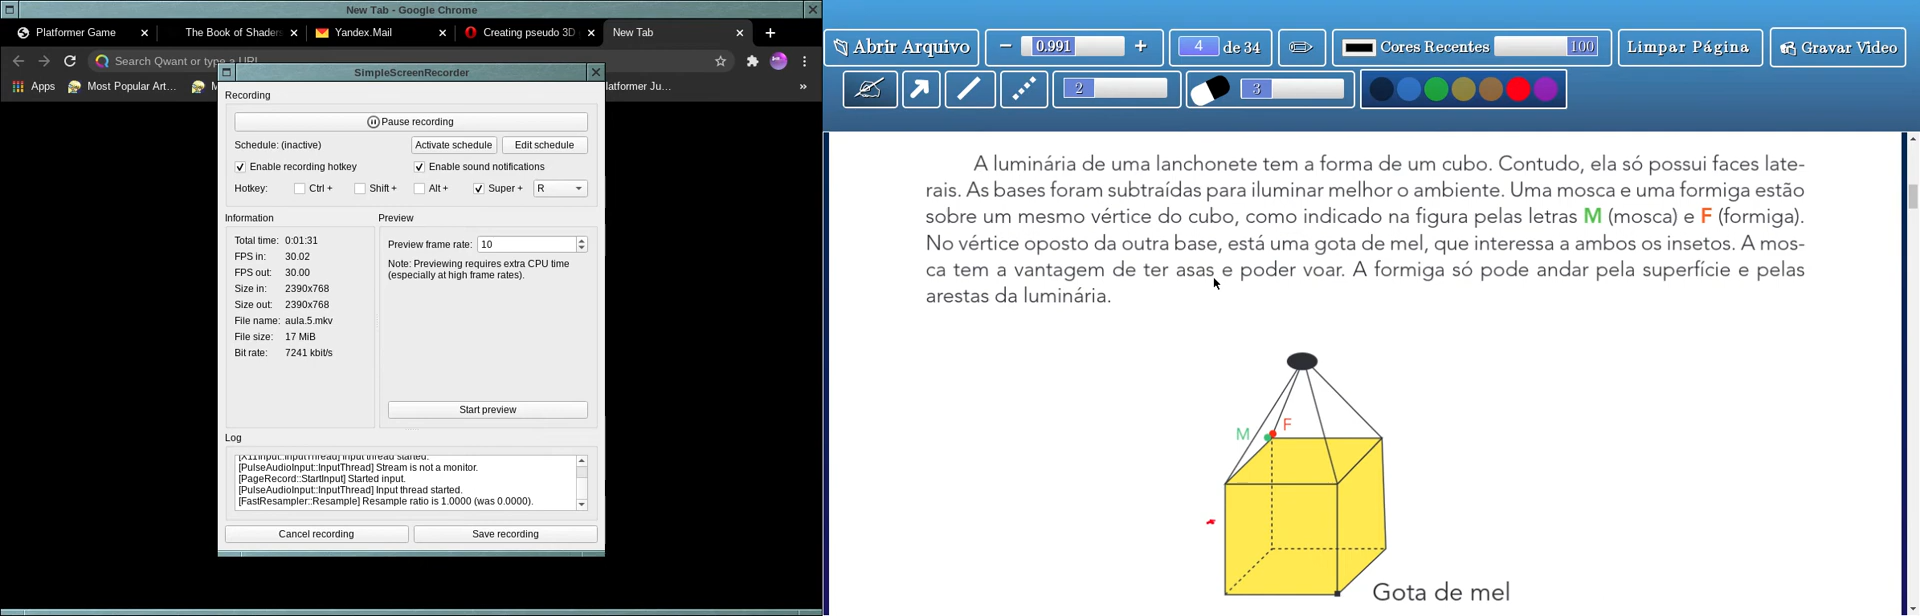 New Tab - Google Chrome
Platformer Game
The Book of Shaders
Yandex.Mail
Creating pseudo 3D
New Tab
Search Qwant or type a URL
Apps
Most Popular Art...
M
latformer Ju...
»
SimpleScreenRecorder
Recording
Pause recording
Schedule: (inactive)
Activate schedule
Edit schedule
Enable recording hotkey
Enable sound notifications
Hotkey:
Ctrl +
Shift +
Alt +
Super +
R
Information
Total time: 0:01:31
FPS in: 30.02
FPS out: 30.00
Size in: 2390x768
Size out: 2390x768
File name: aula.5.mkv
File size: 17 MiB
Bit rate: 7241 kbit/s
Preview
Preview frame rate: 10
Note: Previewing requires extra CPU time
(especially at high frame rates).
Start preview
Log
[X11Input::InputThread] Input thread started.
[PulseAudioInput::InputThread] Stream is not a monitor.
[PageRecord::StartInput] Started input.
[PulseAudioInput::InputThread] Input thread started.
[FastResampler::Resample] Resample ratio is 1.0000 (was 0.0000).
Cancel recording
Save recording
Abrir Arquivo
0.991
4 de 34
Cores Recentes
100
Limpar Página
Gravar Video
2
3
A luminária de uma lanchonete tem a forma de um cubo. Contudo, ela só possui faces late-
rais. As bases foram subtraídas para iluminar melhor o ambiente. Uma mosca e uma formiga estão
sobre um mesmo vértice do cubo, como indicado na figura pelas letras M (mosca) e F (formiga).
No vértice oposto da outra base, está uma gota de mel, que interessa a ambos os insetos. A mos-
ca tem a vantagem de ter asas e poder voar. A formiga só pode andar pela superfície e pelas
arestas da luminária.
F
M
Gota de mel